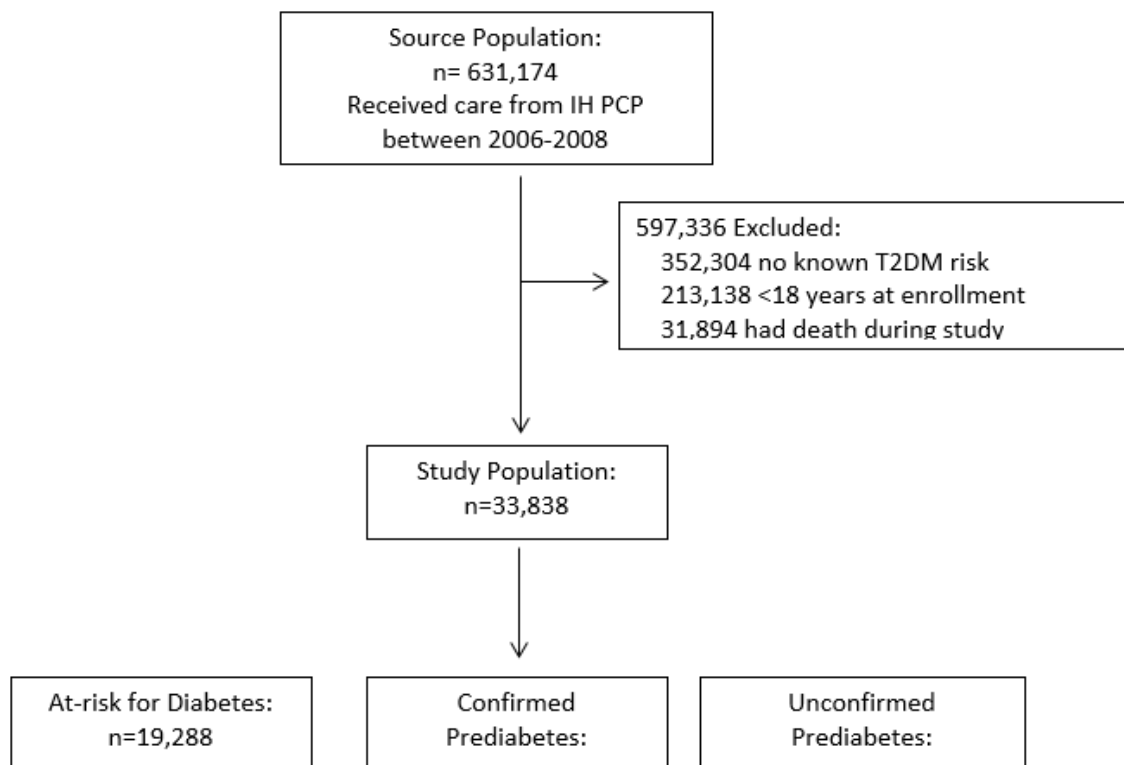 Source Population:
n= 631,174
Received care from IH PCP
between 2006-2008
597,336 Excluded:
352,304 no known T2DM risk
213,138 <18 years at enrollment
31,894 had death during study
Study Population:
n=33,838
At-risk for Diabetes:
n=19,288
Confirmed
Prediabetes:
Unconfirmed
Prediabetes: